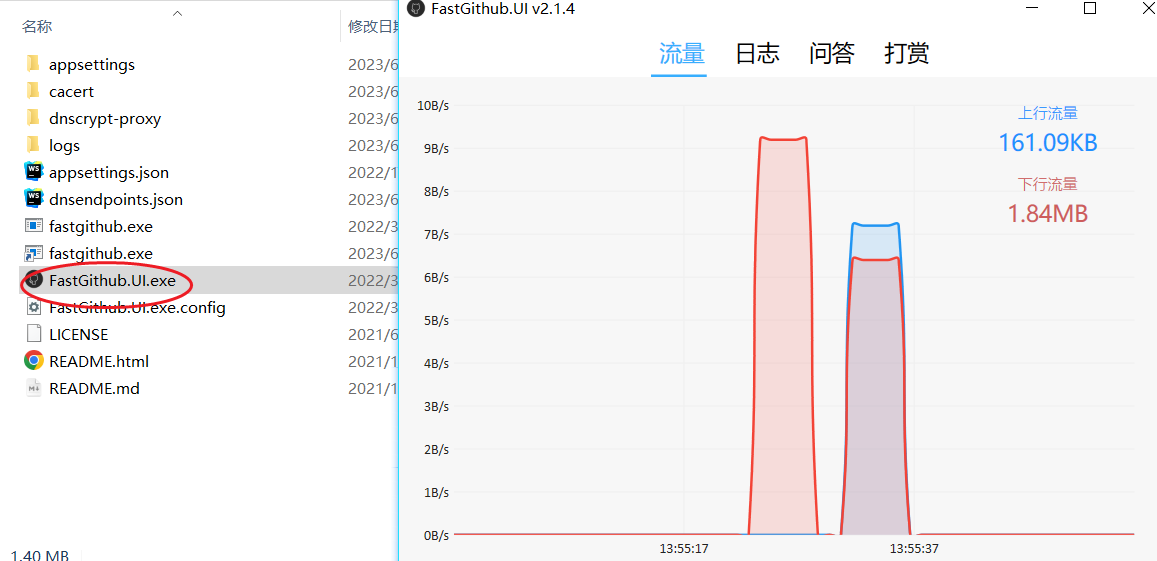 名称
修改日期
appsettings
2023/6
cacert
2023/6
dnscrypt-proxy
2023/6
logs
2023/6
appsettings.json
2022/1
dnsendpoints.json
2023/6
fastgithub.exe
2022/3
fastgithub.exe
2023/6
FastGithub.UI.exe
2022/3
FastGithub.UI.exe.config
2022/3
LICENSE
2021/6
README.html
2021/1
README.md
2021/1
1.40 MB
FastGithub.UI v2.1.4
流量 日志 问答 打赏
上行流量
161.09KB
下行流量
1.84MB
10B/s
9B/s
8B/s
7B/s
6B/s
5B/s
4B/s
3B/s
2B/s
1B/s
0B/s
13:55:17 13:55:37